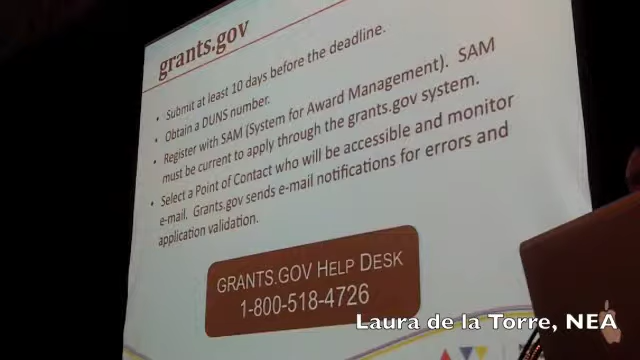 grants.gov
• Submit at least 10 days before the deadline.
• Obtain a DUNS number.
• Register with SAM (System for Award Management). SAM
must be current to apply through the grants.gov system.
• Select a Point of Contact who will be accessible and monitor
e-mail. Grants.gov sends e-mail notifications for errors and
application validation.
GRANTS.GOV HELP DESK
1-800-518-4726
Laura de la Torre, NEA